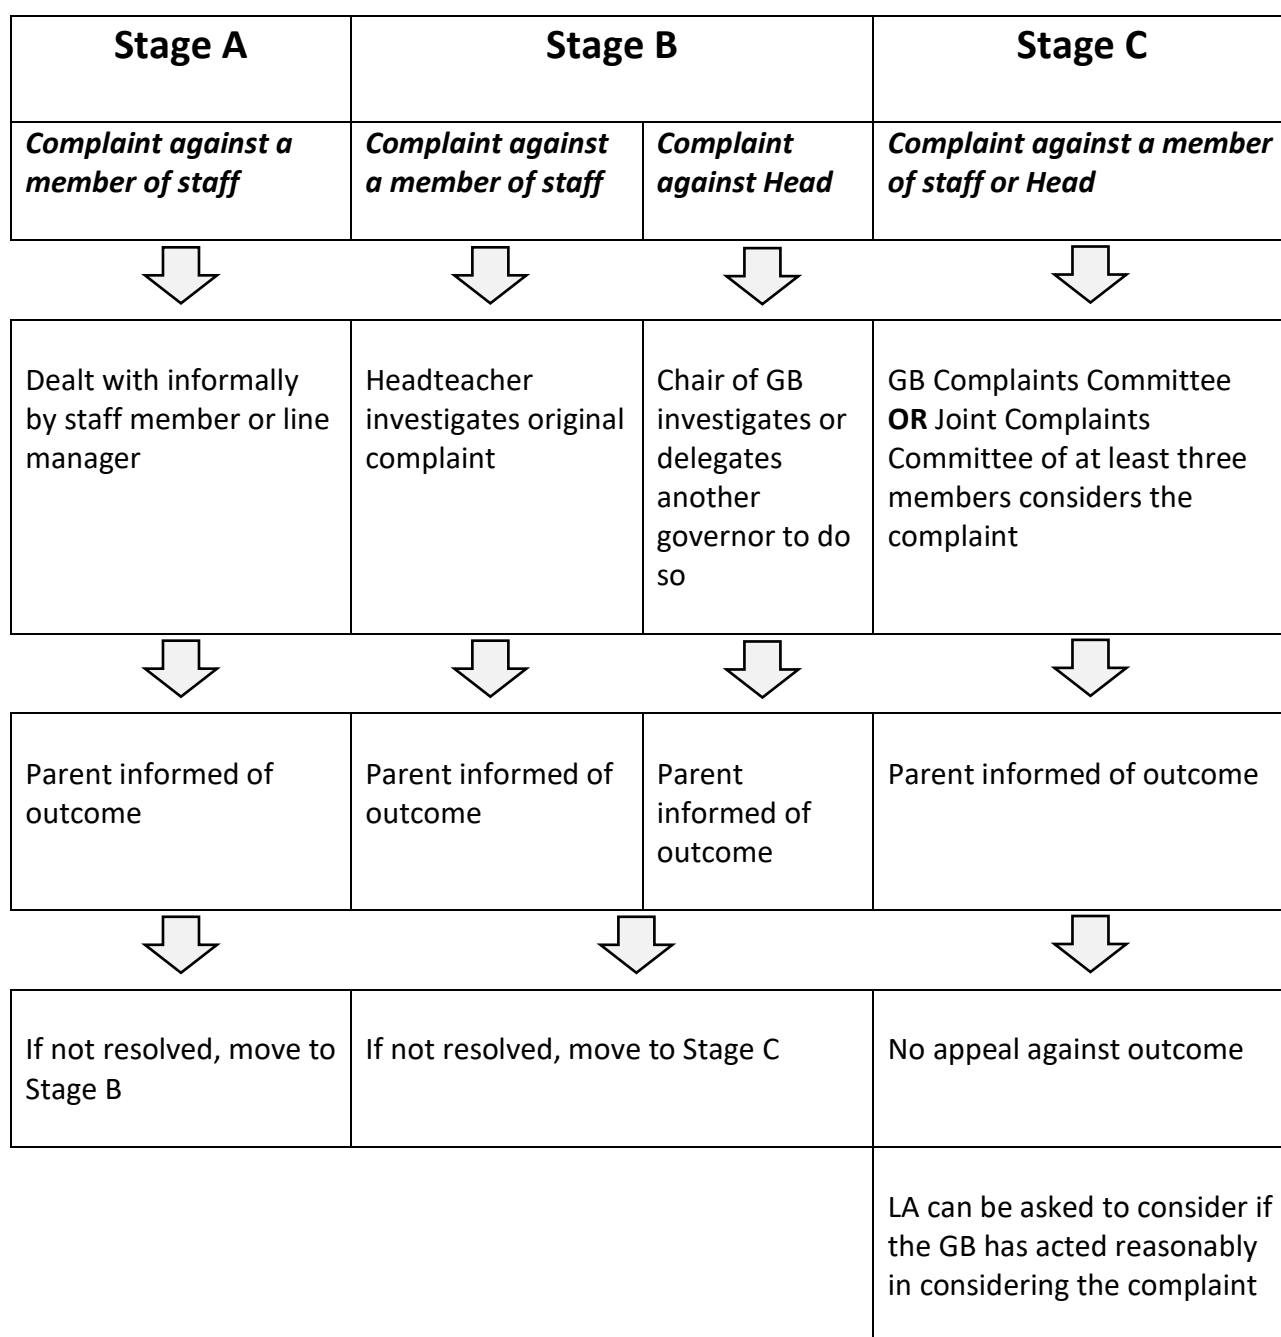 Stage A
Stage B
Stage C
Complaint against a
member of staff
Complaint against
a member of staff
Complaint
against Head
Complaint against a member
of staff or Head
Dealt with informally
by staff member or line
manager
Headteacher
investigates original
complaint
Chair of GB
investigates or
delegates
another
governor to do
so
GB Complaints Committee
OR Joint Complaints
Committee of at least three
members considers the
complaint
Parent informed of
outcome
Parent informed of
outcome
Parent
informed of
outcome
Parent informed of outcome
If not resolved, move to
Stage B
If not resolved, move to Stage C
No appeal against outcome
LA can be asked to consider if
the GB has acted reasonably
in considering the complaint